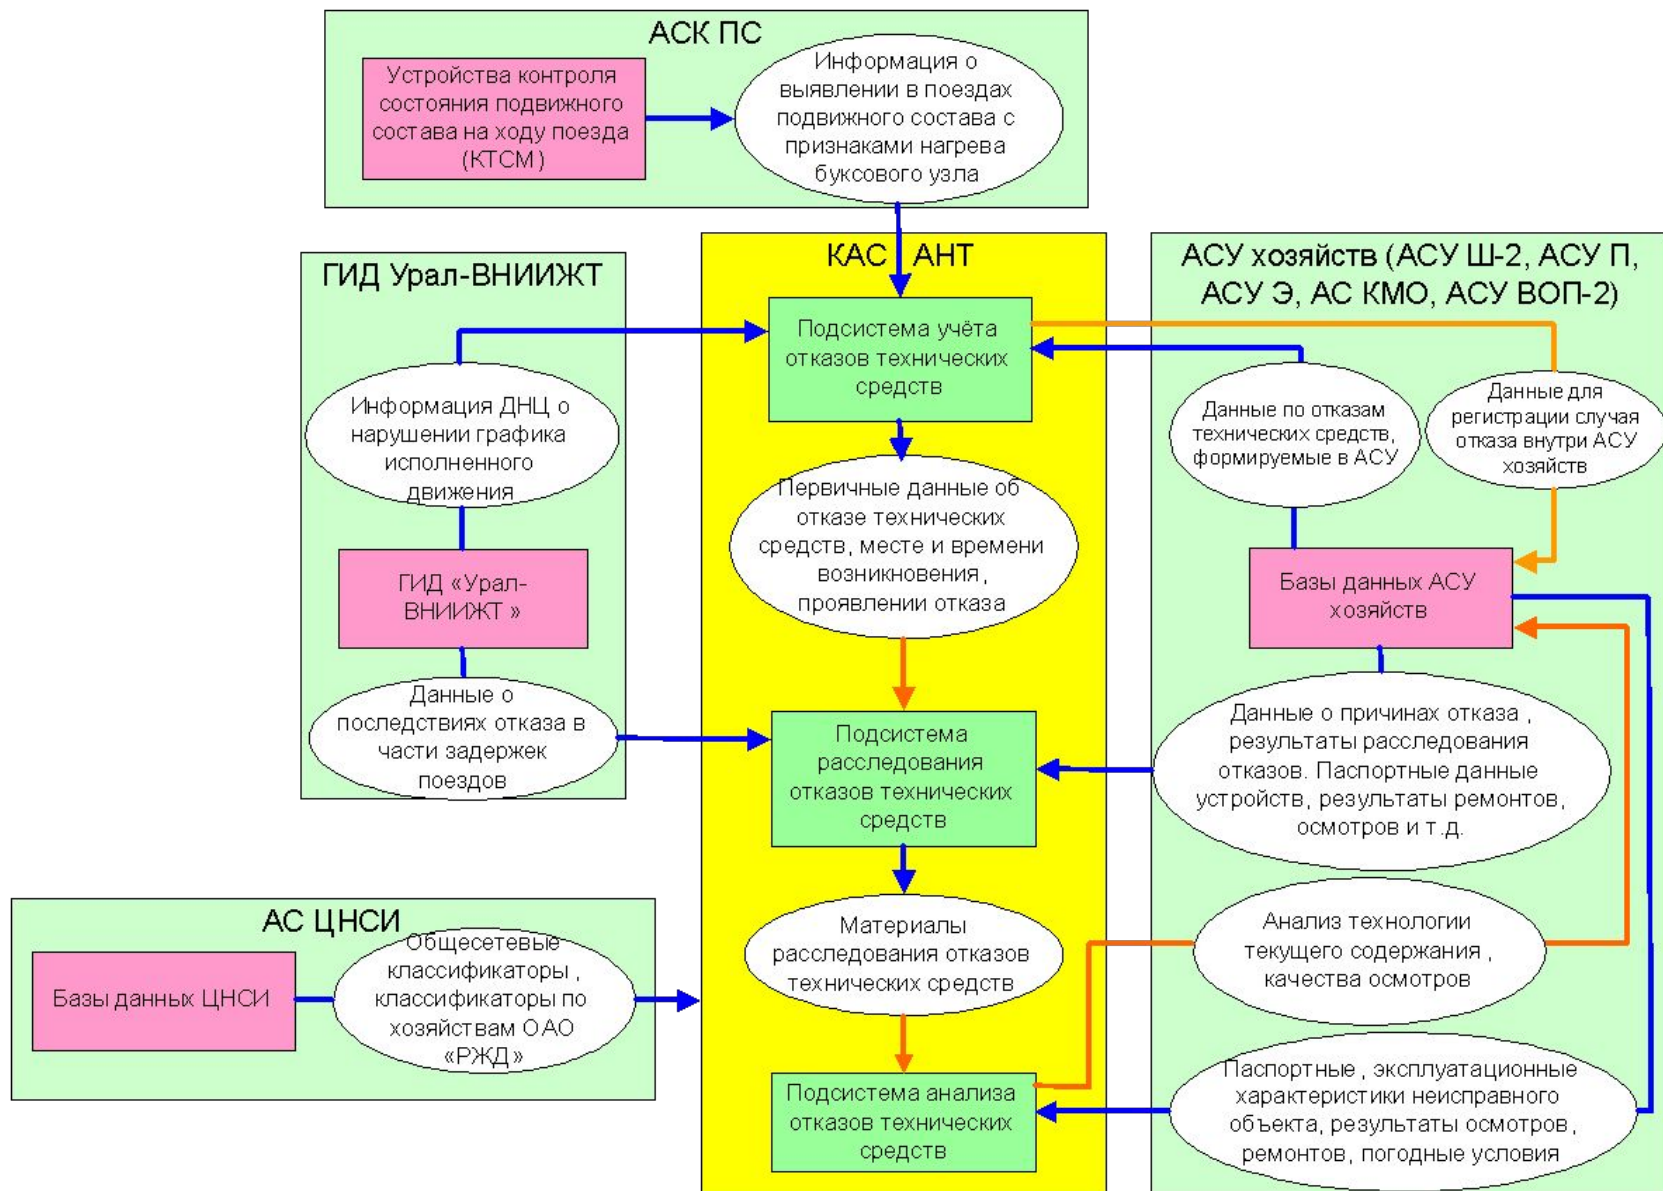 АСК ПС
Устройства контроля
состояния подвижного
состава на ходу поезда
(КТСМ)
Информация о
выявлении в поездах
подвижного состава с
признаками нагрева
буксового узла
ГИД Урал-ВНИИЖТ
Информация ДНЦ о
нарушении графика
исполненного
движения
ГИД «Урал-
ВНИИЖТ »
Данные о
последствиях отказа в
части задержек
поездов
АС ЦНСИ
Базы данных ЦНСИ
Общесетевые
классификаторы ,
классификаторы по
хозяйствам ОАО
«РЖД»
КАС АНТ
Подсистема учёта
отказов технических
средств
Первичные данные об
отказе технических
средств, месте и времени
возникновения ,
проявлении отказа
Подсистема
расследования
отказов технических
средств
Материалы
расследования отказов
технических средств
Подсистема анализа
отказов технических
средств
АСУ хозяйств (АСУ Ш-2, АСУ П,
АСУ Э, АС КМО, АСУ ВОП-2)
Данные по отказам
технических средств,
формируемые в АСУ
Данные для
регистрации случая
отказа внутри АСУ
хозяйств
Базы данных АСУ
хозяйств
Данные о причинах отказа ,
результаты расследования
отказов. Паспортные данные
устройств, результаты ремонтов,
осмотров и т.д.
Анализ технологии
текущего содержания ,
качества осмотров
Паспортные , эксплуатационные
характеристики неисправного
объекта, результаты осмотров ,
ремонтов, погодные условия